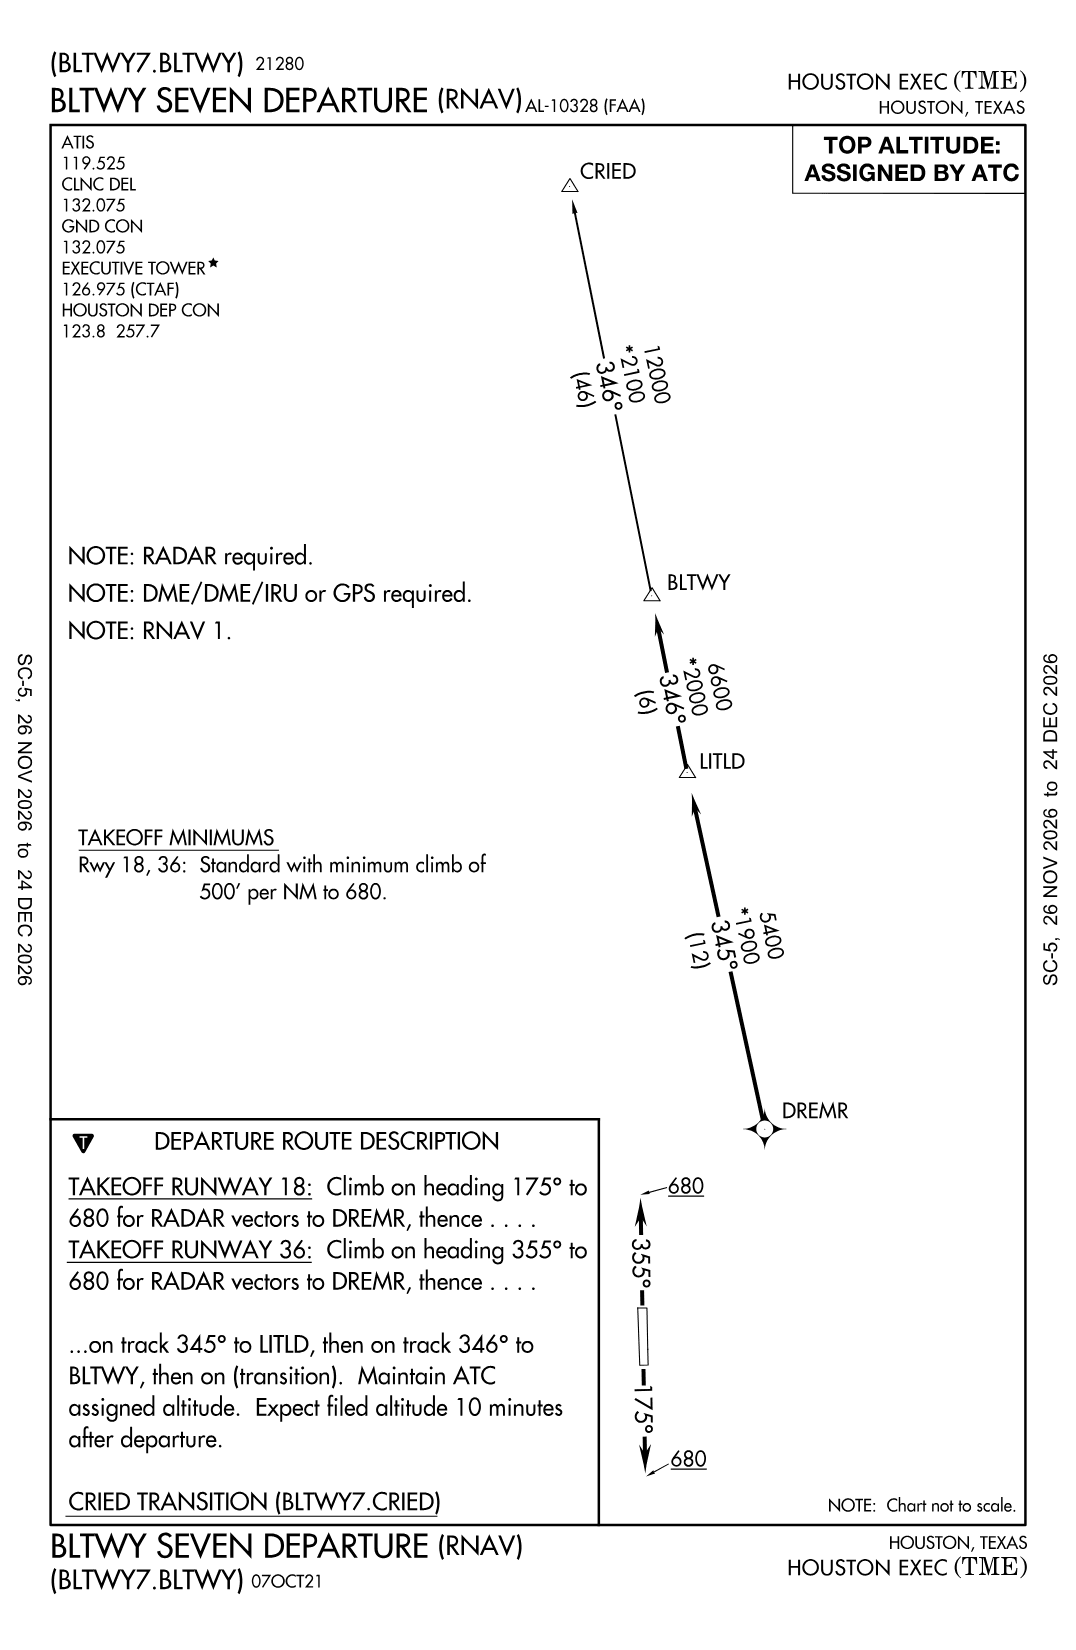 (BLTWY7.BLTWY) 21280
BLTWY SEVEN DEPARTURE (RNAV) AL-10328 (FAA)
HOUSTON EXEC (TME)
HOUSTON, TEXAS
ATIS
119.525
CLNC DEL
132.075
GND CON
132.075
EXECUTIVE TOWER★
126.975 (CTAF)
HOUSTON DEP CON
123.8 257.7
TOP ALTITUDE:
ASSIGNED BY ATC
CRIED
12000
*2100
346°
(46)
NOTE: RADAR required.
NOTE: DME/DME/IRU or GPS required.
NOTE: RNAV 1.
BLTWY
6600
*2000
346°
(6)
LITLD
TAKEOFF MINIMUMS
Rwy 18, 36: Standard with minimum climb of
500' per NM to 680.
5400
*1900
345°
(12)
DREMR
SC-5, 26 NOV 2026 to 24 DEC 2026
SC-5, 26 NOV 2026 to 24 DEC 2026
T
DEPARTURE ROUTE DESCRIPTION
TAKEOFF RUNWAY 18: Climb on heading 175° to
680 for RADAR vectors to DREMR, thence . . . .
TAKEOFF RUNWAY 36: Climb on heading 355° to
680 for RADAR vectors to DREMR, thence . . . .
...on track 345° to LITLD, then on track 346° to
BLTWY, then on (transition). Maintain ATC
assigned altitude. Expect filed altitude 10 minutes
after departure.
CRIED TRANSITION (BLTWY7.CRIED)
680
355°
175°
680
NOTE: Chart not to scale.
BLTWY SEVEN DEPARTURE (RNAV)
(BLTWY7.BLTWY) 07OCT21
HOUSTON, TEXAS
HOUSTON EXEC (TME)